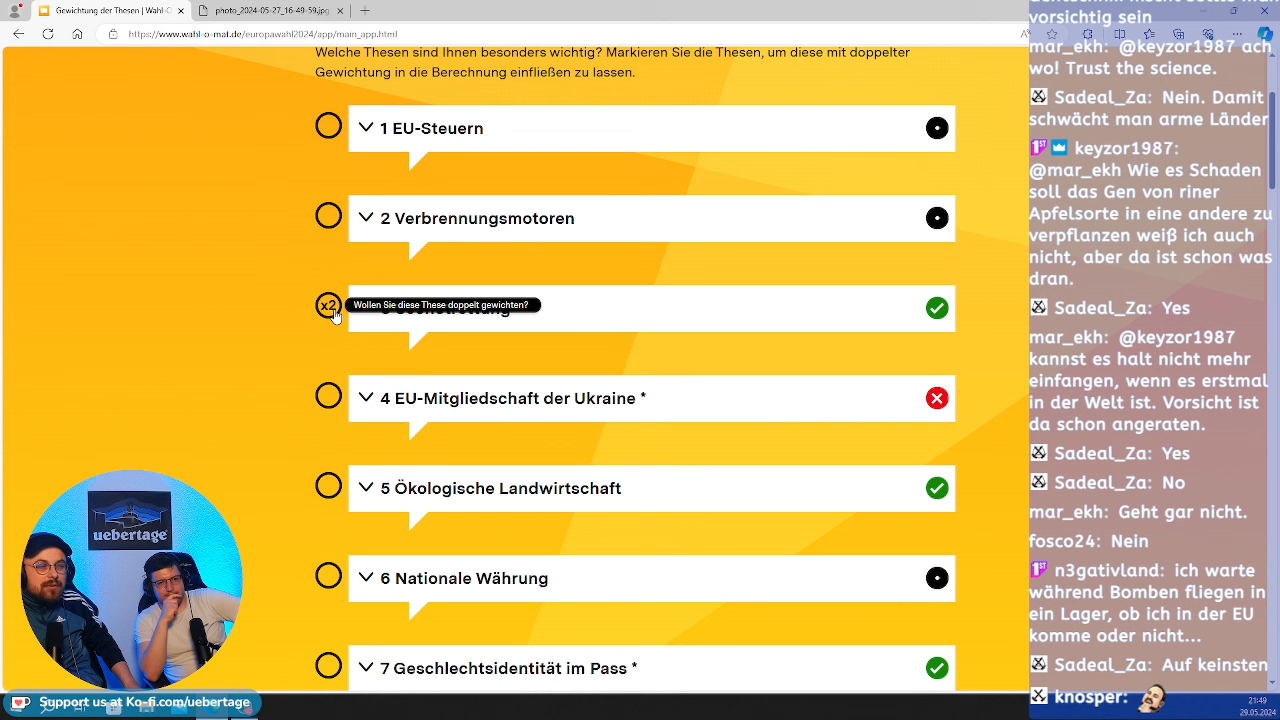 Gewichtung der Thesen | Wahl-O
photo_2024-05-27_16-49-59.jpg
https://www.wahl-o-mat.de/europawahl2024/app/main_app.html
Welche Thesen sind Ihnen besonders wichtig? Markieren Sie die Thesen, um diese mit doppelter
Gewichtung in die Berechnung einfließen zu lassen.
1 EU-Steuern
2 Verbrennungsmotoren
x2
Wollen Sie diese These doppelt gewichten?
4 EU-Mitgliedschaft der Ukraine *
5 Ökologische Landwirtschaft
6 Nationale Währung
7 Geschlechtsidentität im Pass *
uebertage
Support us at Ko-fi.com/uebertage
vorsichtig sein
mar_ekh: @keyzor1987 ach
wo! Trust the science.
Sadeal_Za: Nein. Damit
schwächt man arme Länder
1ST keyzor1987:
@mar_ekh Wie es Schaden
soll das Gen von riner
Apfelsorte in eine andere zu
verpflanzen weiß ich auch
nicht, aber da ist schon was
dran.
Sadeal_Za: Yes
mar_ekh: @keyzor1987
kannst es halt nicht mehr
einfangen, wenn es erstmal
in der Welt ist. Vorsicht ist
da schon angeraten.
Sadeal_Za: Yes
Sadeal_Za: No
mar_ekh: Geht gar nicht.
fosco24: Nein
1ST n3gativland: ich warte
während Bomben fliegen in
ein Lager, ob ich in der EU
komme oder nicht...
Sadeal_Za: Auf keinsten
knosper:
21:49
29.05.2024